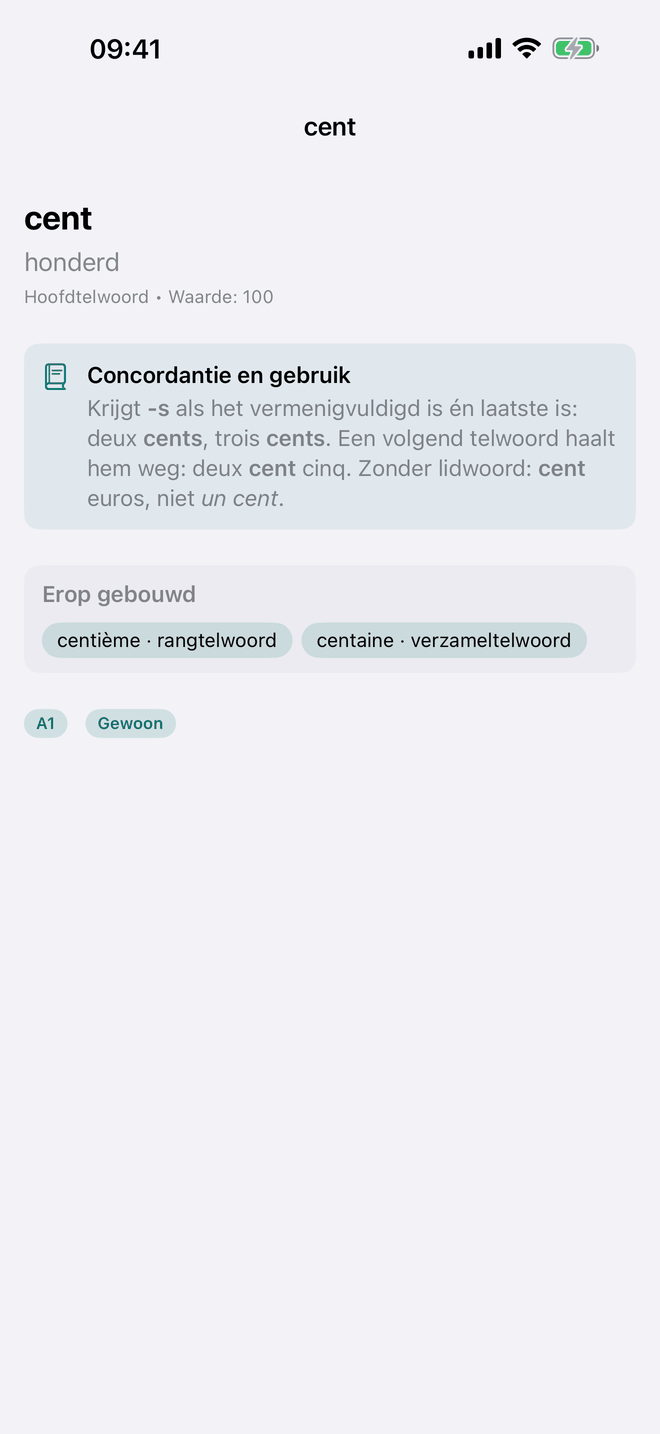 09:41
cent
cent
honderd
Hoofdtelwoord • Waarde: 100
Concordantie en gebruik
Krijgt -s als het vermenigvuldigd is én laatste is:
deux cents, trois cents. Een volgend telwoord haalt
hem weg: deux cent cinq. Zonder lidwoord: cent
euros, niet un cent.
Erop gebouwd
centième · rangtelwoord centaine · verzameltelwoord
A1 Gewoon